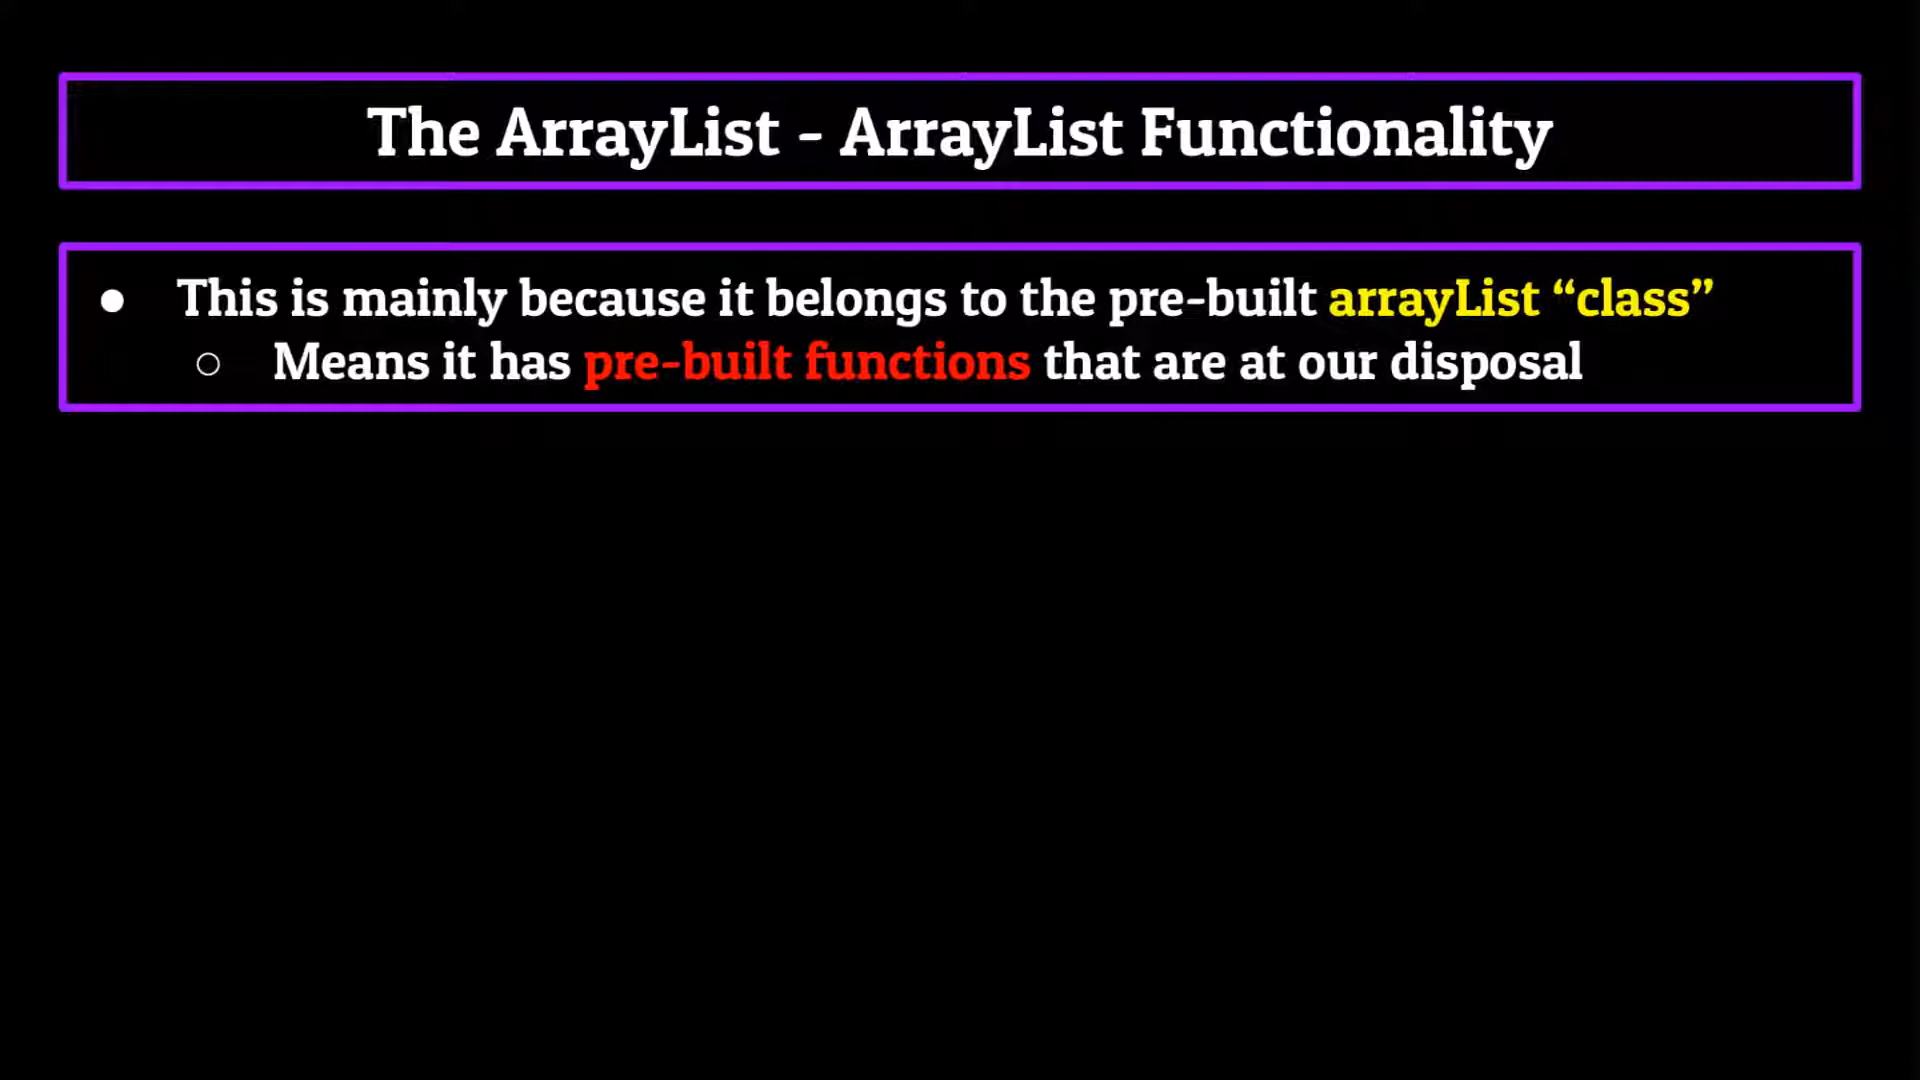 The ArrayList - ArrayList Functionality
● This is mainly because it belongs to the pre-built arrayList “class”
○ Means it has pre-built functions that are at our disposal